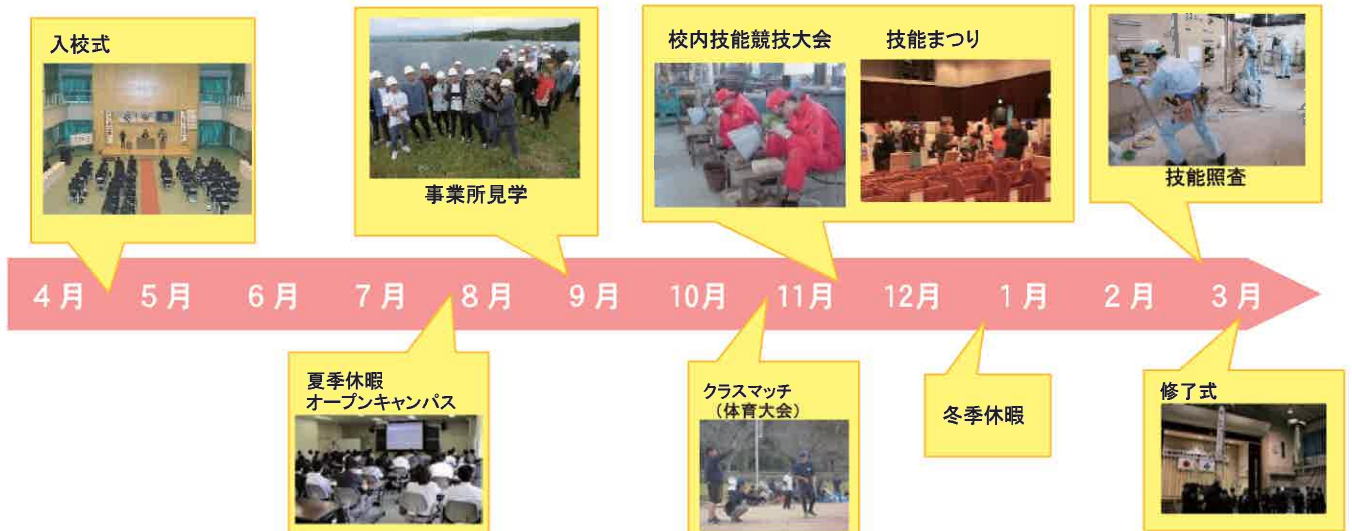 入校式
事業所見学
校内技能競技大会
技能まつり
技能照査
4月
5月
6月
7月
8月
9月
10月
11月
12月
1月
2月
3月
夏季休暇
オープンキャンパス
クラスマッチ
（体育大会）
冬季休暇
修了式